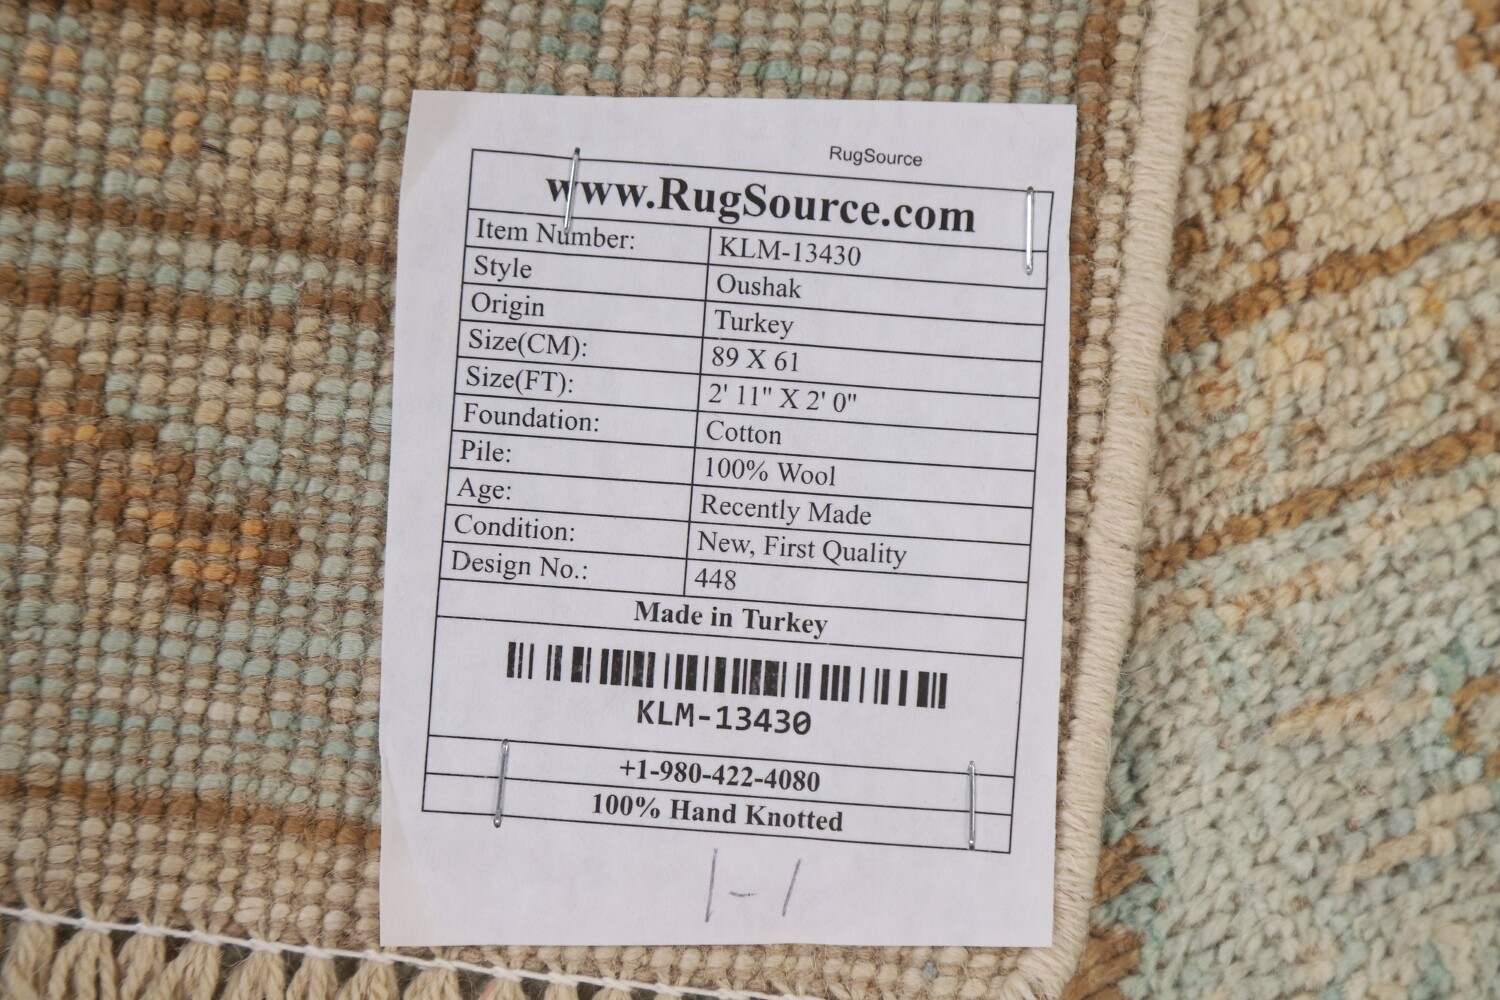 RugSource
www.RugSource.com
Item Number: KLM-13430
Style Oushak
Origin Turkey
Size(CM): 89 X 61
Size(FT): 2' 11" X 2' 0"
Foundation: Cotton
Pile: 100% Wool
Age: Recently Made
Condition: New, First Quality
Design No.: 448
Made in Turkey
KLM-13430
+1-980-422-4080
100% Hand Knotted
1-1